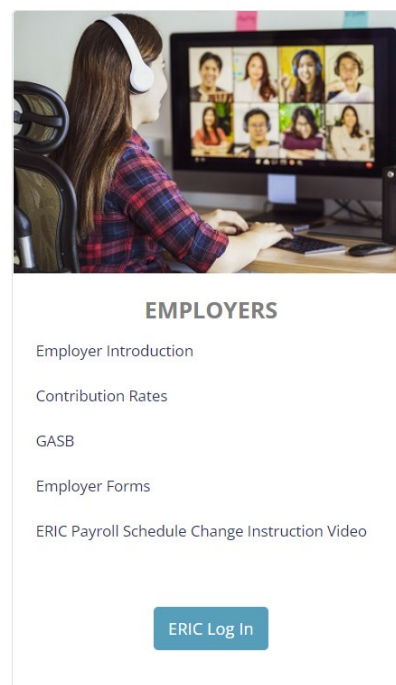 EMPLOYERS
Employer Introduction
Contribution Rates
GASB
Employer Forms
ERIC Payroll Schedule Change Instruction Video
ERIC Log In